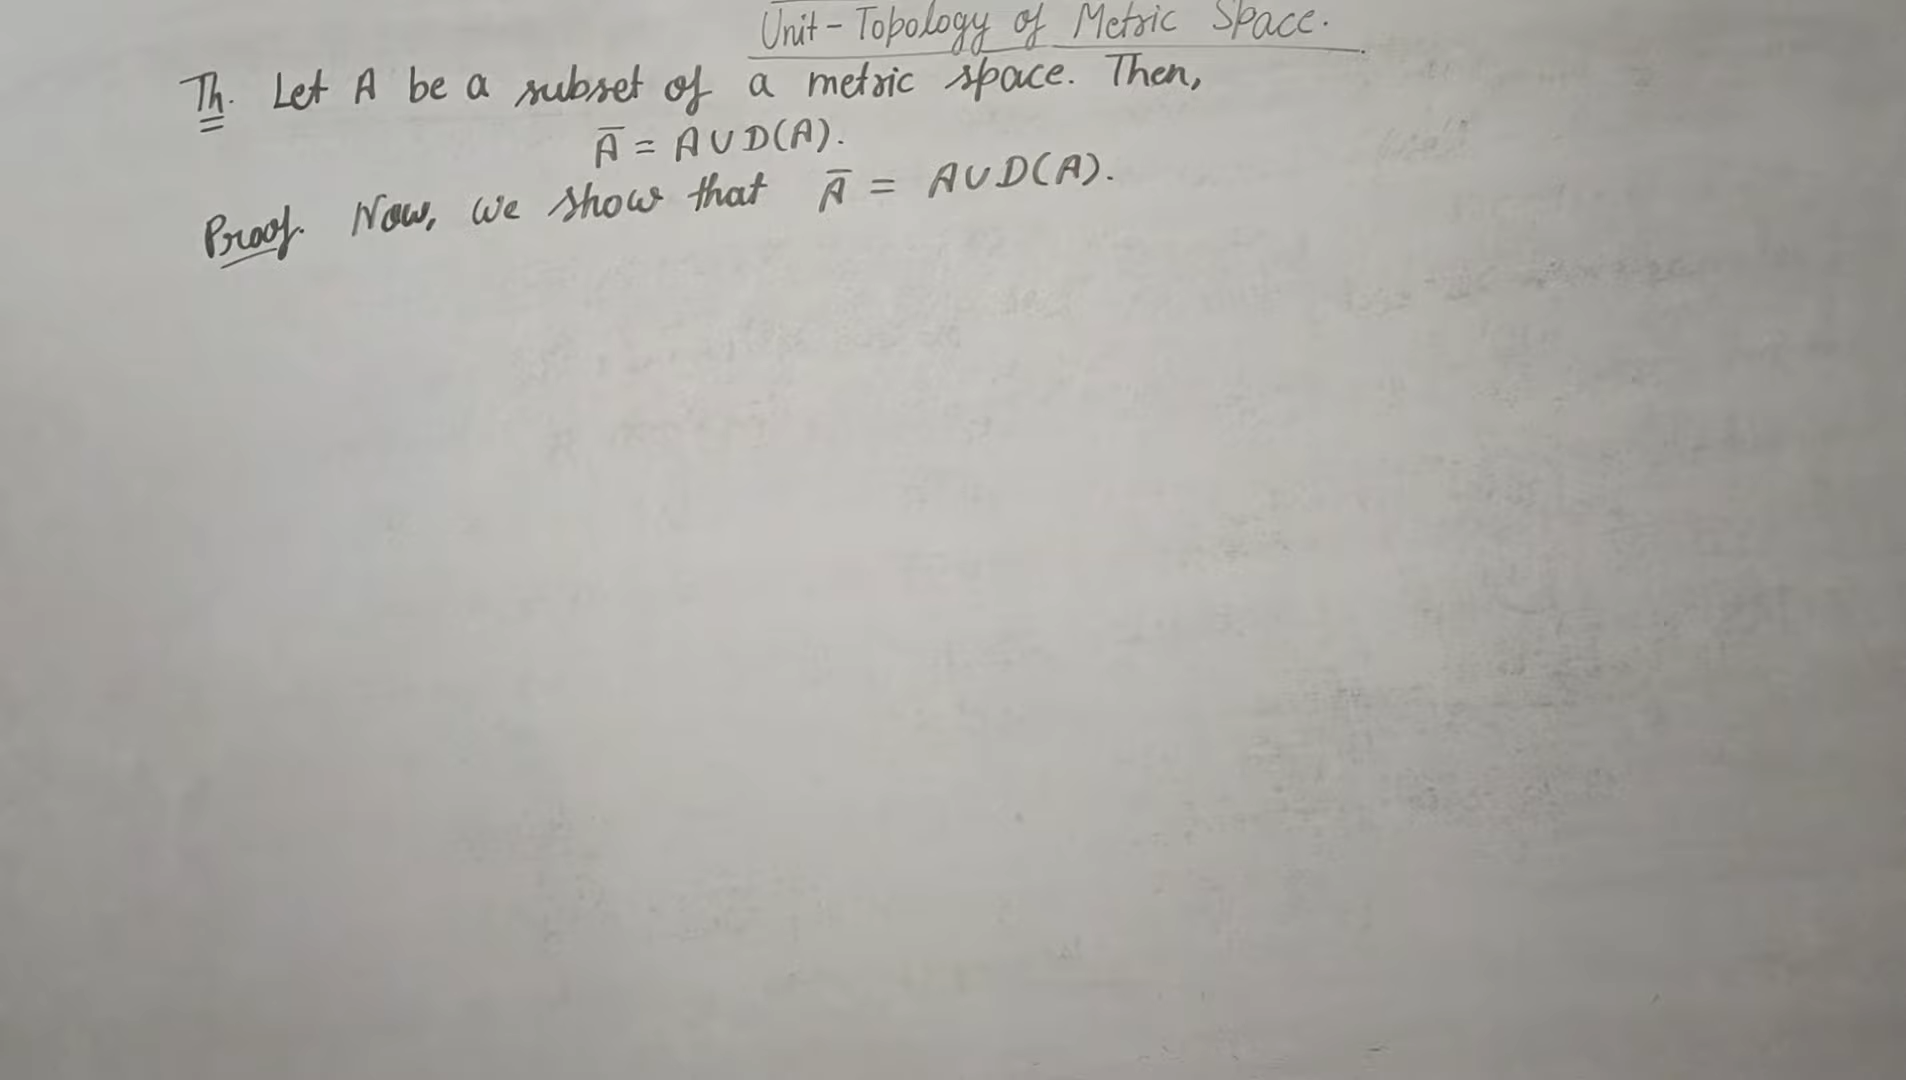 Unit - Topology of Metric Space.
Th. Let A be a subset of a metric space. Then,
Ā = A ∪ D(A).
Proof. Now, we show that Ā = A ∪ D(A).